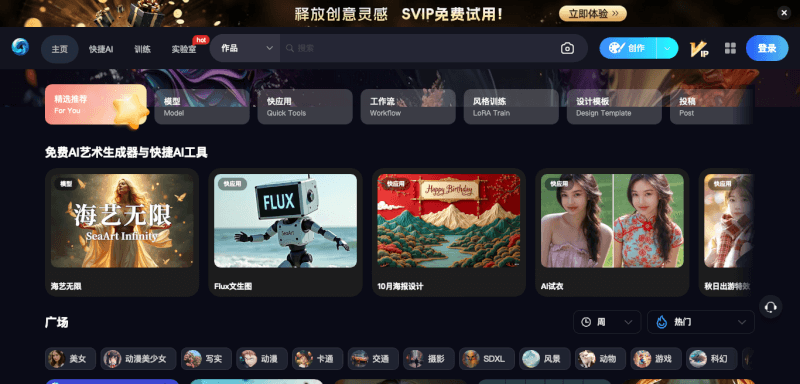 释放创意灵感 SVIP免费试用!
立即体验 >>
主页 快捷AI 训练 实验室 hot
作品
搜索
创作
VIP
登录
精选推荐
For You
模型
Model
快应用
Quick Tools
工作流
Workflow
风格训练
LoRA Train
设计模板
Design Template
投稿
Post
免费AI艺术生成器与快捷AI工具
模型
海艺无限
SeaArt Infinity
海艺无限
快应用
FLUX
SeaArt
Flux文生图
快应用
Happy Birthday
10月海报设计
快应用
AI试衣
快应用
秋日出游特效
广场
周
热门
美女 动漫美少女 写实 动漫 卡通 交通 摄影 SDXL 风景 动物 游戏 科幻